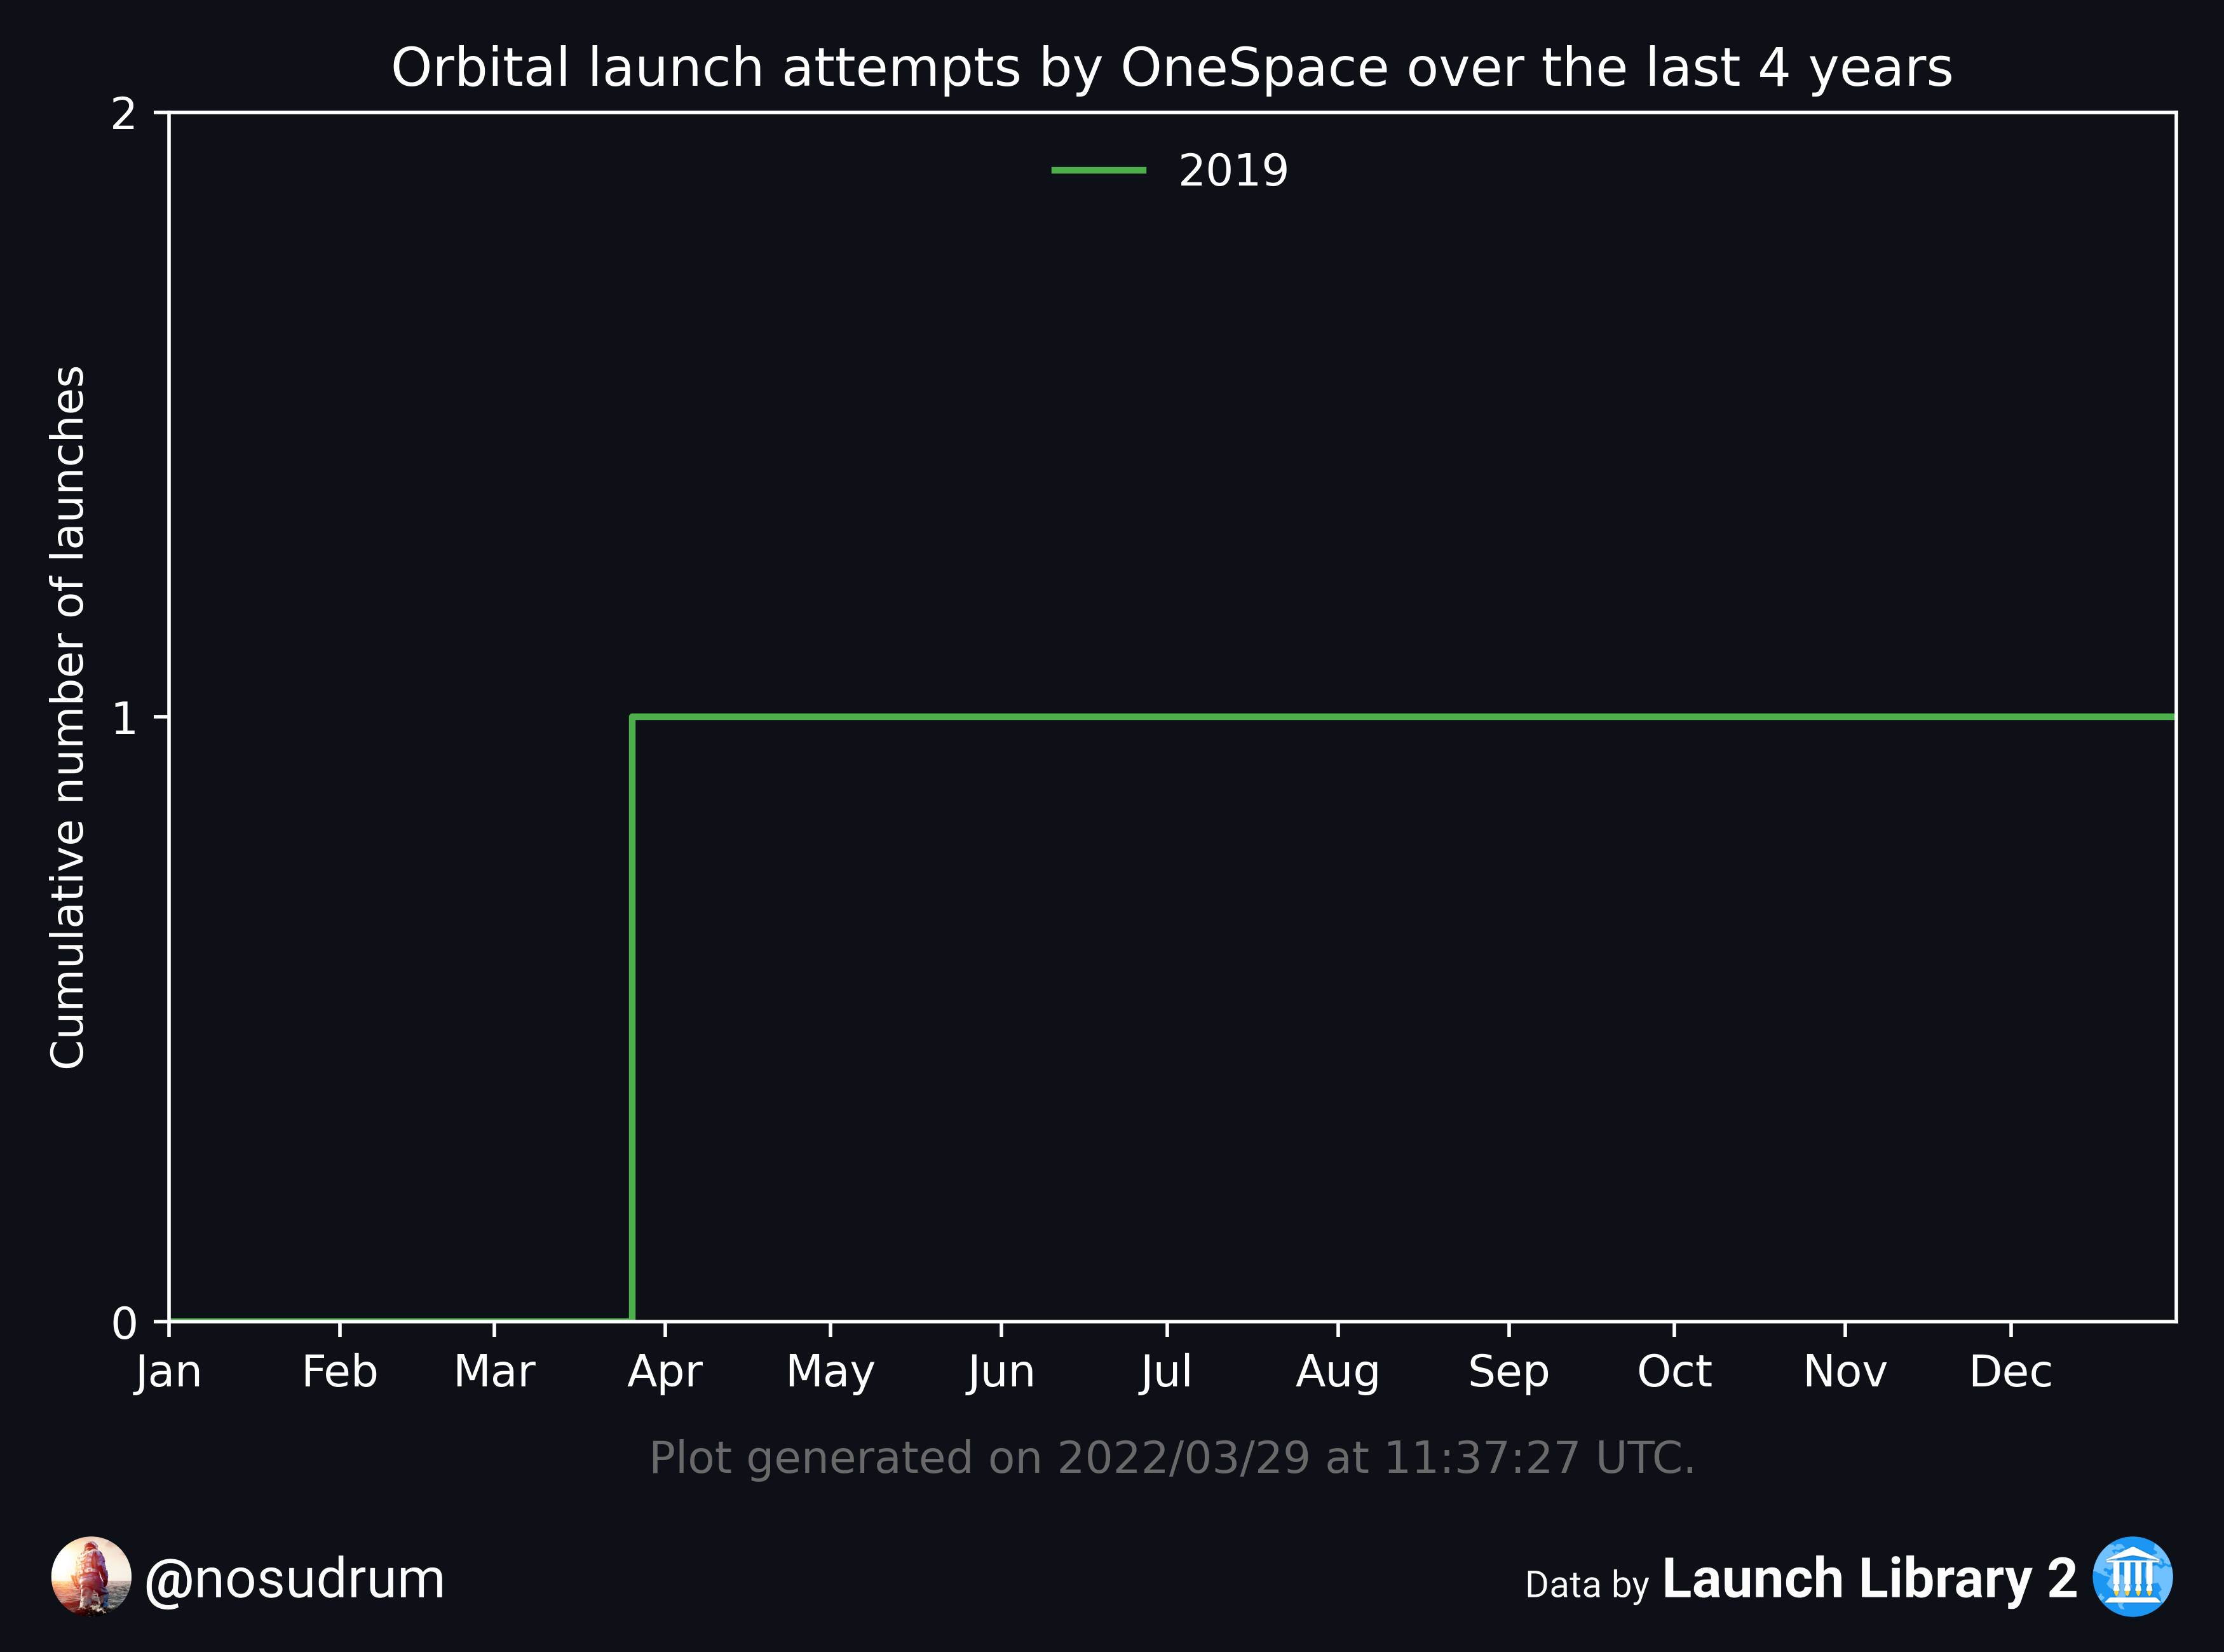 Orbital launch attempts by OneSpace over the last 4 years
2
2019
Cumulative number of launches
1
0
Jan Feb Mar Apr May Jun Jul Aug Sep Oct Nov Dec
Plot generated on 2022/03/29 at 11:37:27 UTC.
@nosudrum
Data by Launch Library 2